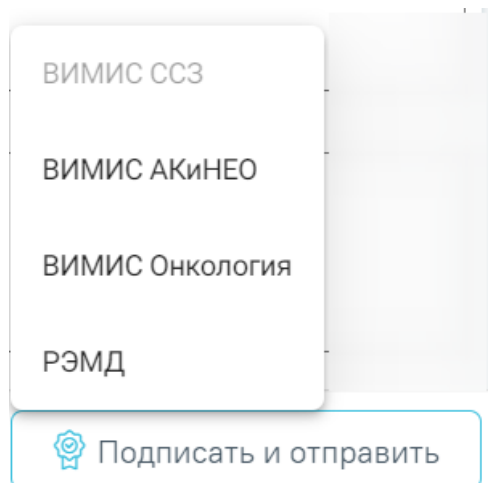 ВИМИС ССЗ
ВИМИС АКиНЕО
ВИМИС Онкология
РЭМД
Подписать и отправить